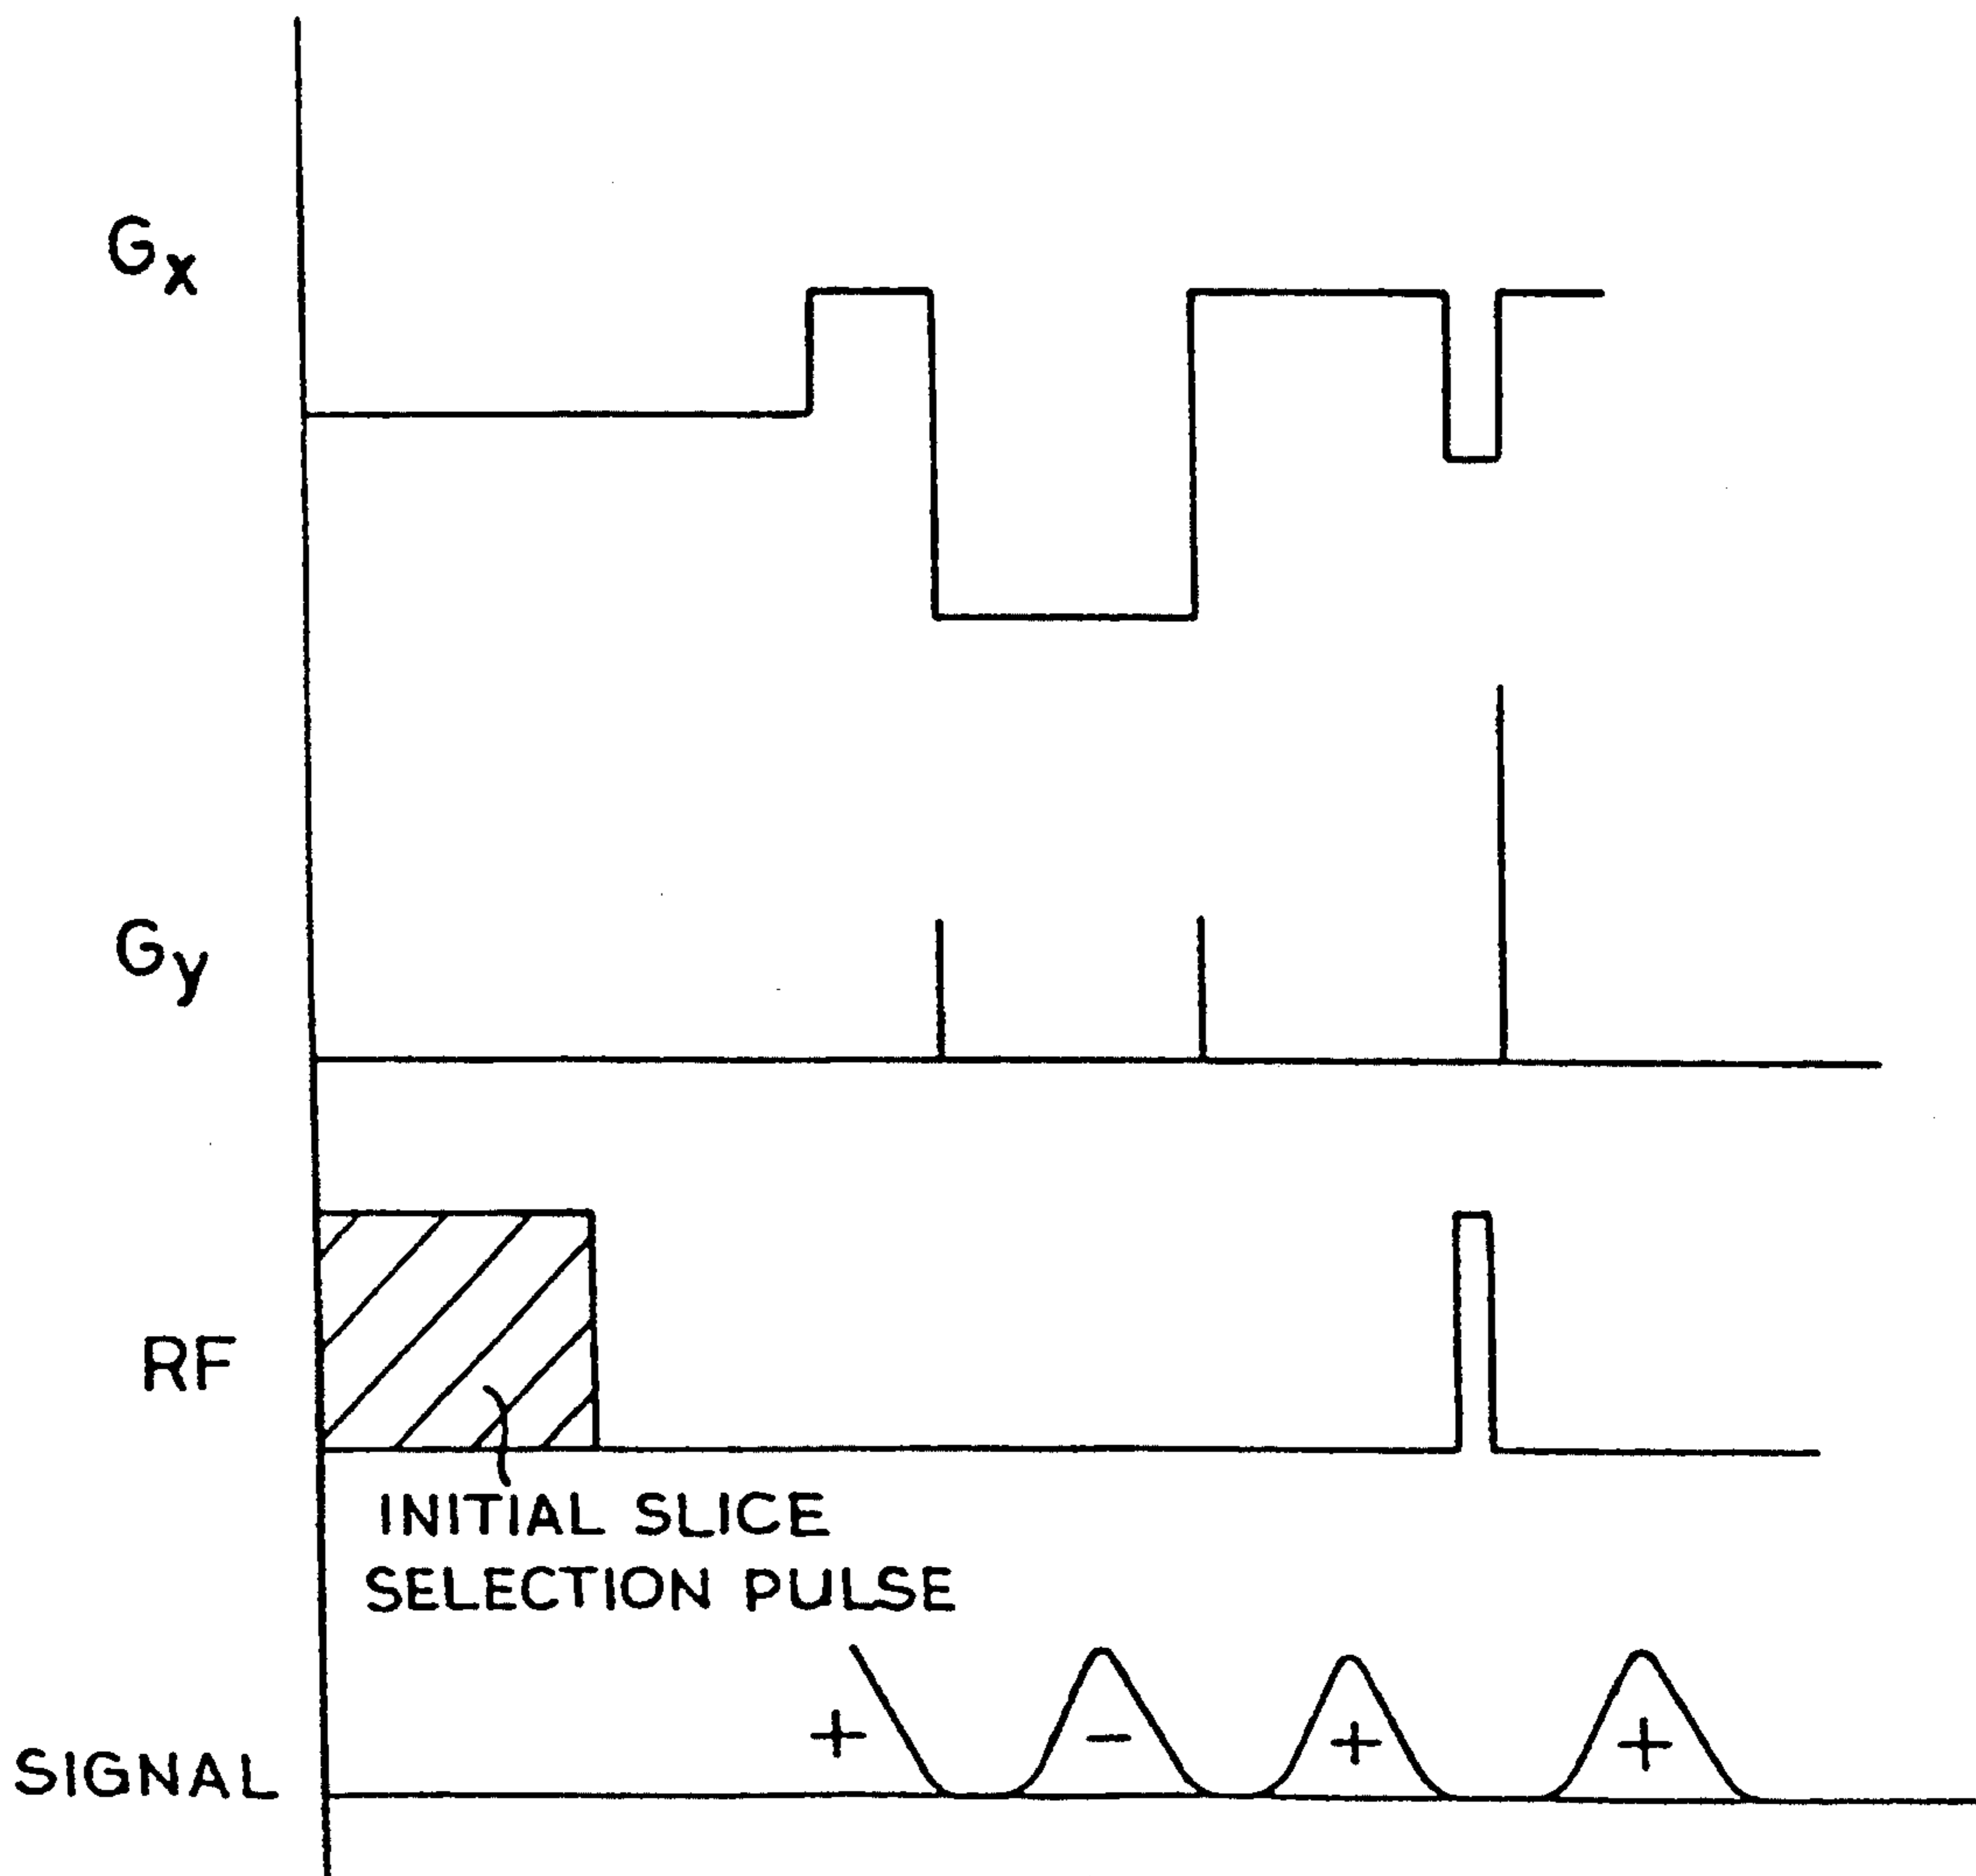 Gx
Gy
RF
INITIAL SLICE
SELECTION PULSE
+ - + +
SIGNAL